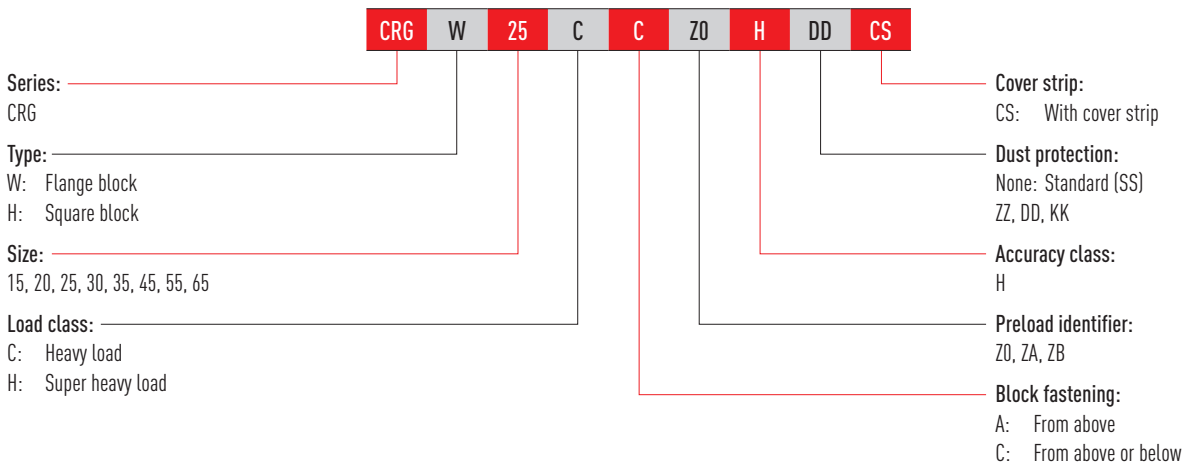 CRG W 25 C C Z0 H DD CS
Series:
CRG
Type:
W: Flange block
H: Square block
Size:
15, 20, 25, 30, 35, 45, 55, 65
Load class:
C: Heavy load
H: Super heavy load
Cover strip:
CS: With cover strip
Dust protection:
None: Standard (SS)
ZZ, DD, KK
Accuracy class:
H
Preload identifier:
Z0, ZA, ZB
Block fastening:
A: From above
C: From above or below